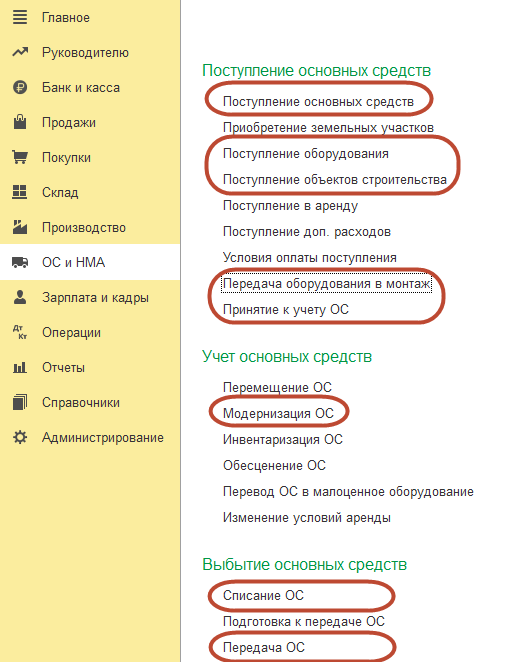 Главное
Руководителю
Банк и касса
Продажи
Покупки
Склад
Производство
ОС и НМА
Зарплата и кадры
Дт Кт
Операции
Отчеты
Справочники
Администрирование
Поступление основных средств
Поступление основных средств
Приобретение земельных участков
Поступление оборудования
Поступление объектов строительства
Поступление в аренду
Поступление доп. расходов
Условия оплаты поступления
Передача оборудования в монтаж
Принятие к учету ОС
Учет основных средств
Перемещение ОС
Модернизация ОС
Инвентаризация ОС
Обесценение ОС
Перевод ОС в малоценное оборудование
Изменение условий аренды
Выбытие основных средств
Списание ОС
Подготовка к передаче ОС
Передача ОС